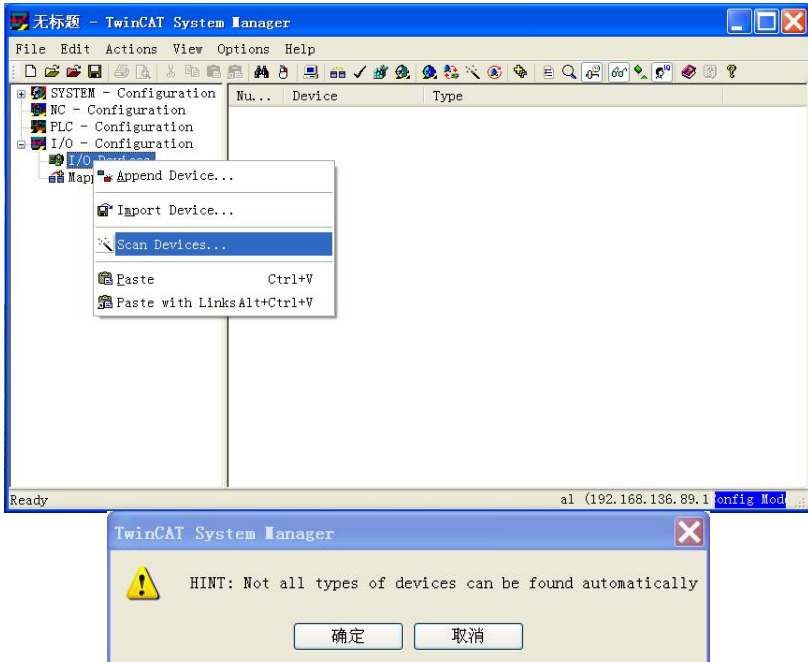 无标题 - TwinCAT System Manager
File Edit Actions View Options Help
SYSTEM - Configuration
Nu... Device Type
NC - Configuration
PLC - Configuration
I/O - Configuration
I/O Devices
Append Device...
Import Device...
Scan Devices...
Paste Ctrl+V
Paste with Links Alt+Ctrl+V
Ready al (192.168.136.89.1
TwinCAT System Manager
HINT: Not all types of devices can be found automatically
确定 取消